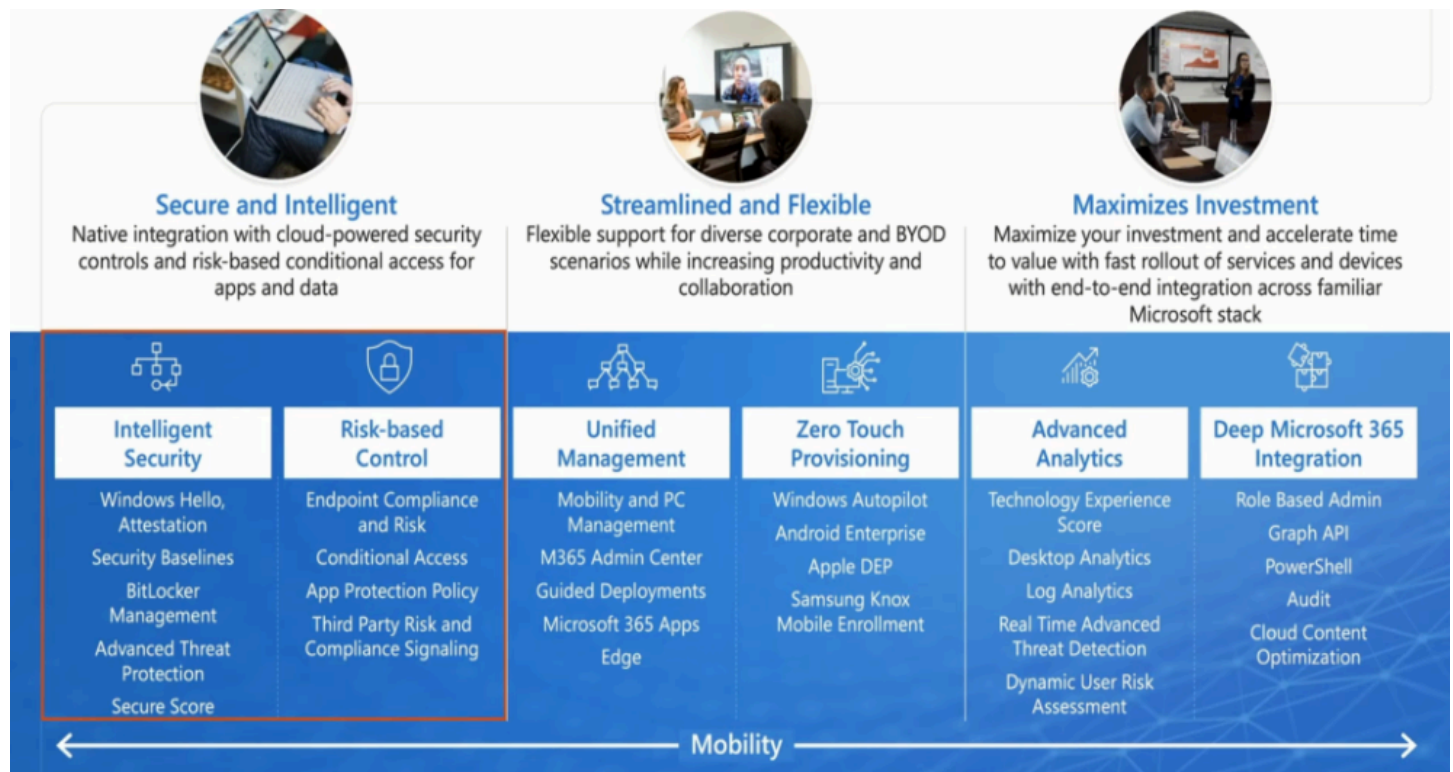 Secure and Intelligent
Native integration with cloud-powered security
controls and risk-based conditional access for
apps and data
Streamlined and Flexible
Flexible support for diverse corporate and BYOD
scenarios while increasing productivity and
collaboration
Maximizes Investment
Maximize your investment and accelerate time
to value with fast rollout of services and devices
with end-to-end integration across familiar
Microsoft stack
Intelligent
Security
Windows Hello,
Attestation
Security Baselines
BitLocker
Management
Advanced Threat
Protection
Secure Score
Risk-based
Control
Endpoint Compliance
and Risk
Conditional Access
App Protection Policy
Third Party Risk and
Compliance Signaling
Unified
Management
Mobility and PC
Management
M365 Admin Center
Guided Deployments
Microsoft 365 Apps
Edge
Zero Touch
Provisioning
Windows Autopilot
Android Enterprise
Apple DEP
Samsung Knox
Mobile Enrollment
Advanced
Analytics
Technology Experience
Score
Desktop Analytics
Log Analytics
Real Time Advanced
Threat Detection
Dynamic User Risk
Assessment
Deep Microsoft 365
Integration
Role Based Admin
Graph API
PowerShell
Audit
Cloud Content
Optimization
Mobility